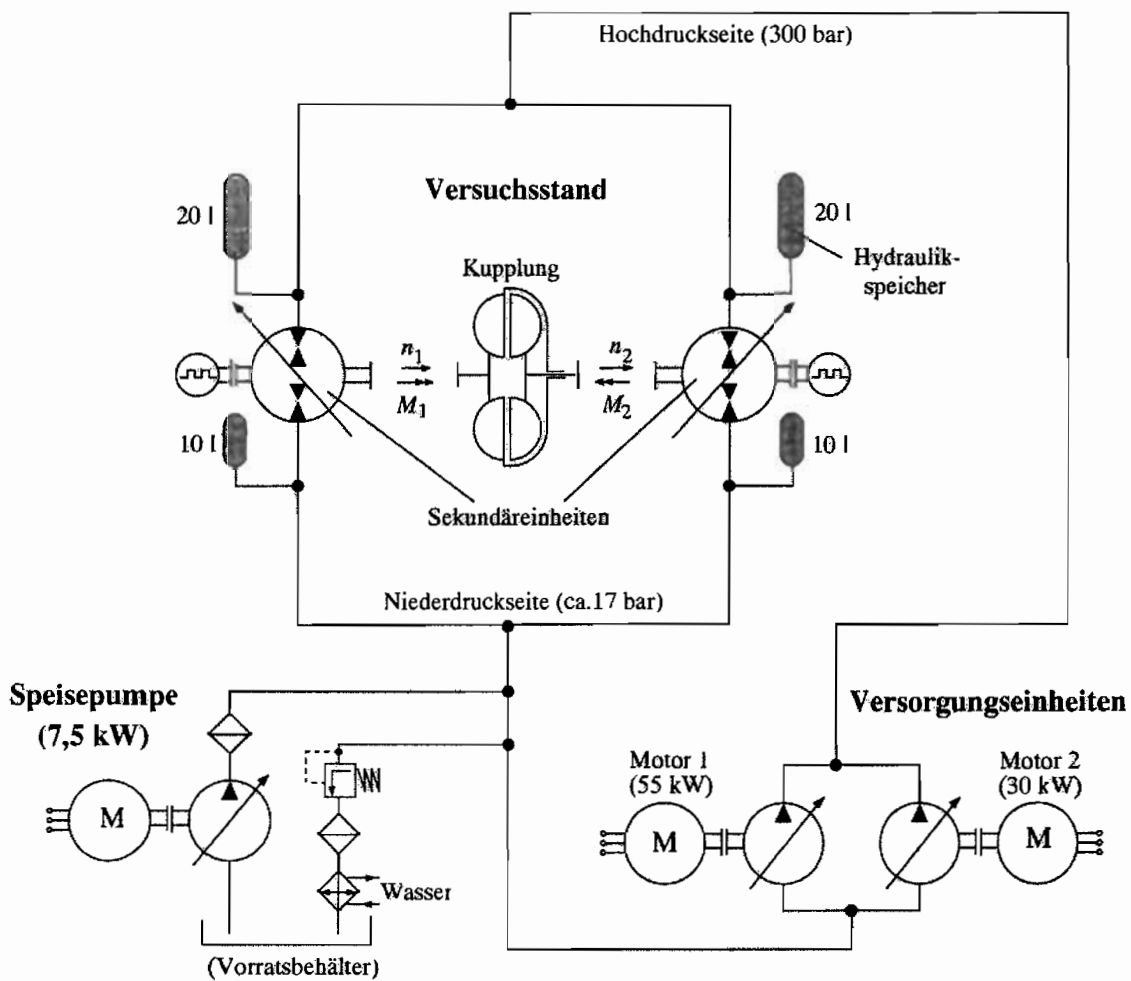 Hochdruckseite (300 bar)
Versuchsstand
20 l
20 l
Kupplung
Hydraulik-
speicher
n1
n2
M1
M2
10 l
10 l
Sekundäreinheiten
Niederdruckseite (ca.17 bar)
Speisepumpe
(7,5 kW)
Versorgungseinheiten
Motor 1
(55 kW)
Motor 2
(30 kW)
M
M
M
Wasser
(Vorratsbehälter)